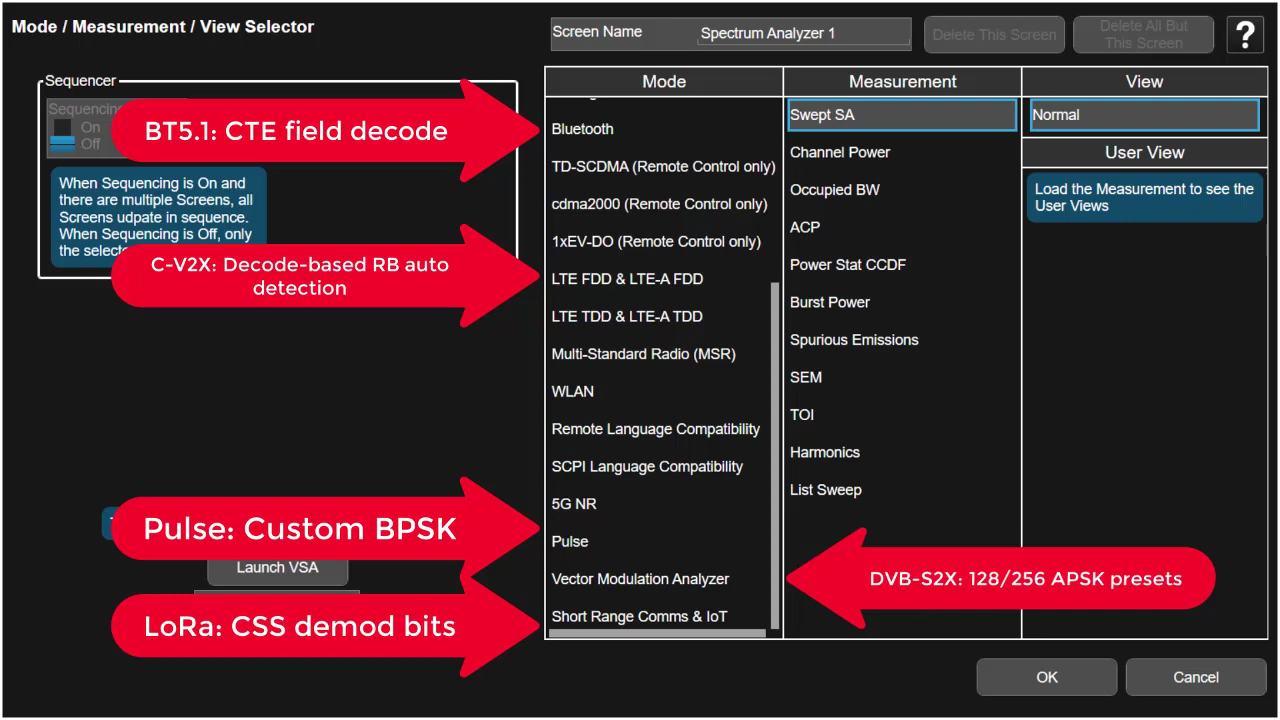 Mode / Measurement / View Selector
Screen Name
Spectrum Analyzer 1
Delete This Screen
Delete All But
This Screen
?
Sequencer
Sequencing
On
Off
When Sequencing is On and
there are multiple Screens, all
Screens udpate in sequence.
When Sequencing is Off, only
the
BT5.1: CTE field decode
C-V2X: Decode-based RB auto
detection
Pulse: Custom BPSK
Launch VSA
LoRa: CSS demod bits
Mode
Bluetooth
TD-SCDMA (Remote Control only)
cdma2000 (Remote Control only)
1xEV-DO (Remote Control only)
LTE FDD & LTE-A FDD
LTE TDD & LTE-A TDD
Multi-Standard Radio (MSR)
WLAN
Remote Language Compatibility
SCPI Language Compatibility
5G NR
Pulse
Vector Modulation Analyzer
Short Range Comms & IoT
Measurement
Swept SA
Channel Power
Occupied BW
ACP
Power Stat CCDF
Burst Power
Spurious Emissions
SEM
TOI
Harmonics
List Sweep
View
Normal
User View
Load the Measurement to see the
User Views
DVB-S2X: 128/256 APSK presets
OK
Cancel